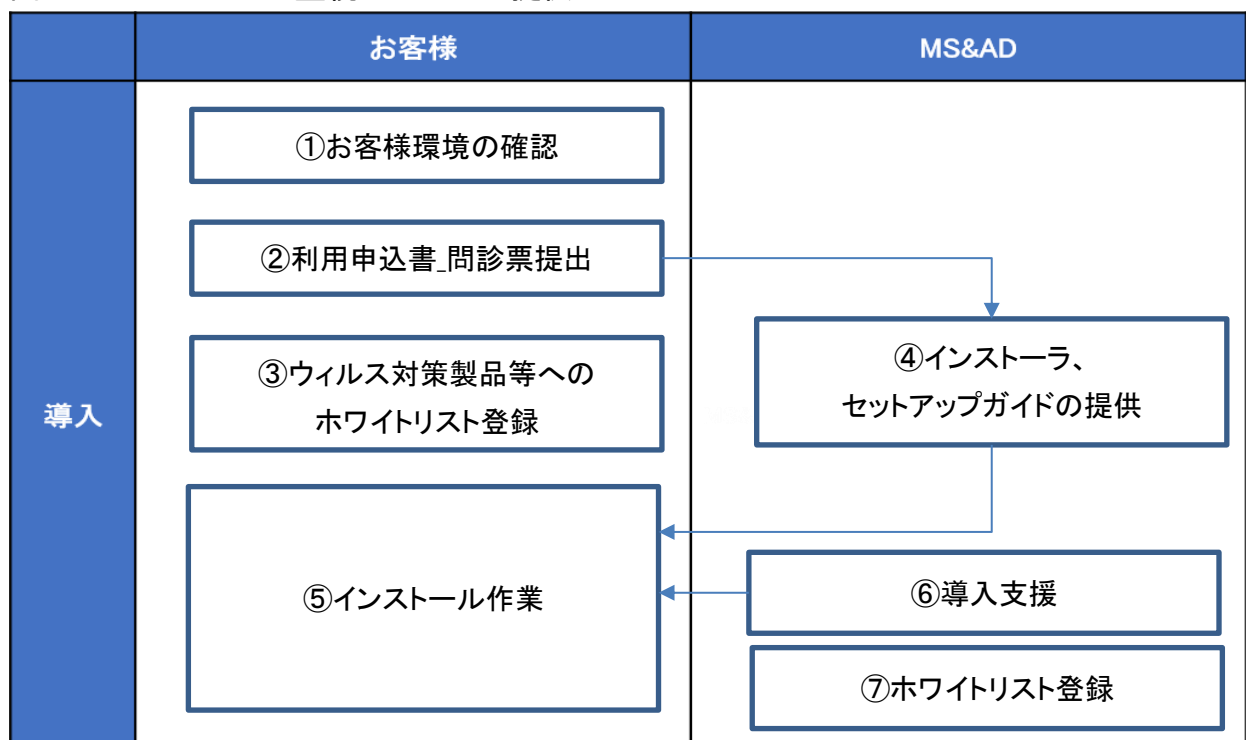 お客様
MS&AD
導入
①お客様環境の確認
②利用申込書_問診票提出
③ウィルス対策製品等への
ホワイトリスト登録
④インストーラ、
セットアップガイドの提供
⑤インストール作業
⑥導入支援
⑦ホワイトリスト登録